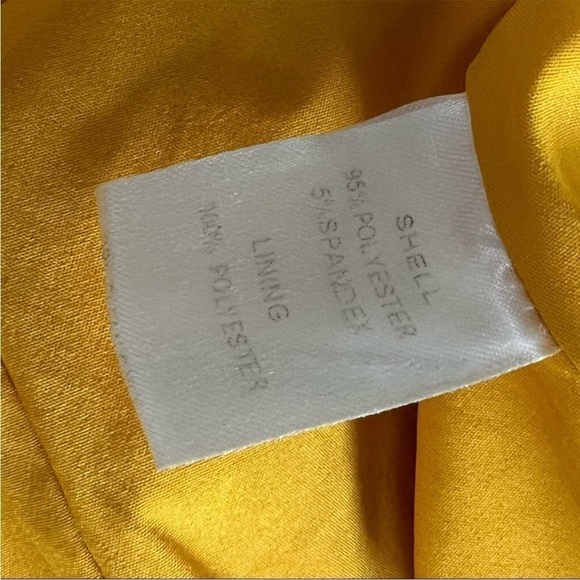 SHELL
95% POLYESTER
5% SPANDEX
LINING
100% POLYESTER